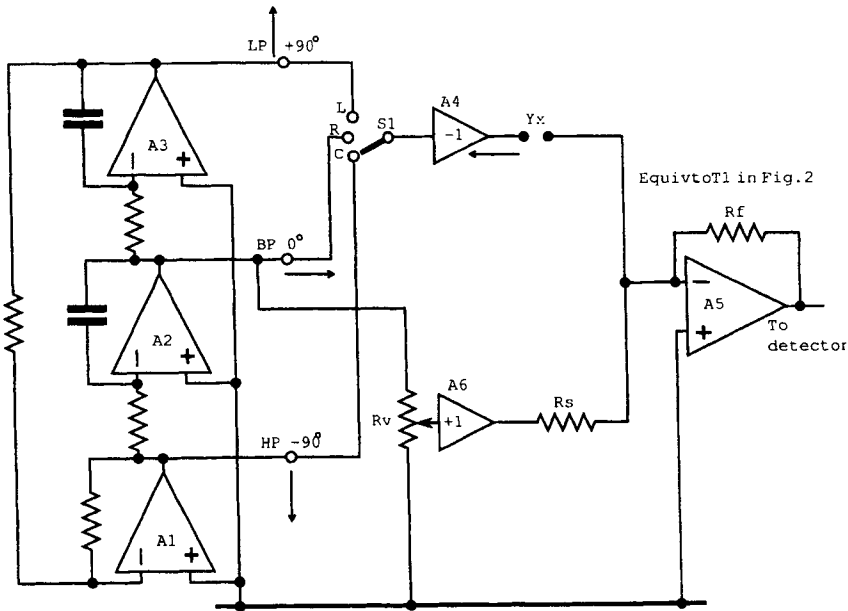 LP +90°
A4
L
S1
Yx
R
-1
C
A3
- +
EquivtoT1 in Fig.2
Rf
BP 0°
-
A5
A2
+
To
detector
- +
A6
Rv
+1
Rs
HP -90°
A1
- +